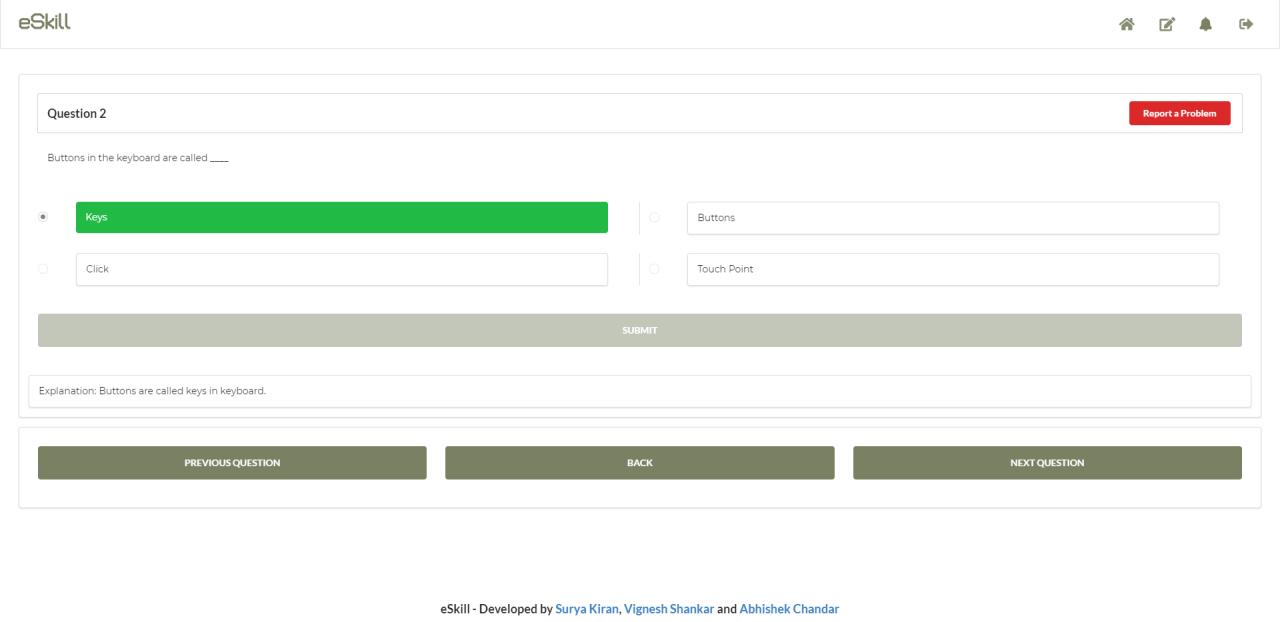 eSkill
Question 2
Report a Problem
Buttons in the keyboard are called ____
Keys
Buttons
Click
Touch Point
SUBMIT
Explanation: Buttons are called keys in keyboard.
PREVIOUS QUESTION
BACK
NEXT QUESTION
eSkill - Developed by Surya Kiran, Vignesh Shankar and Abhishek Chandar